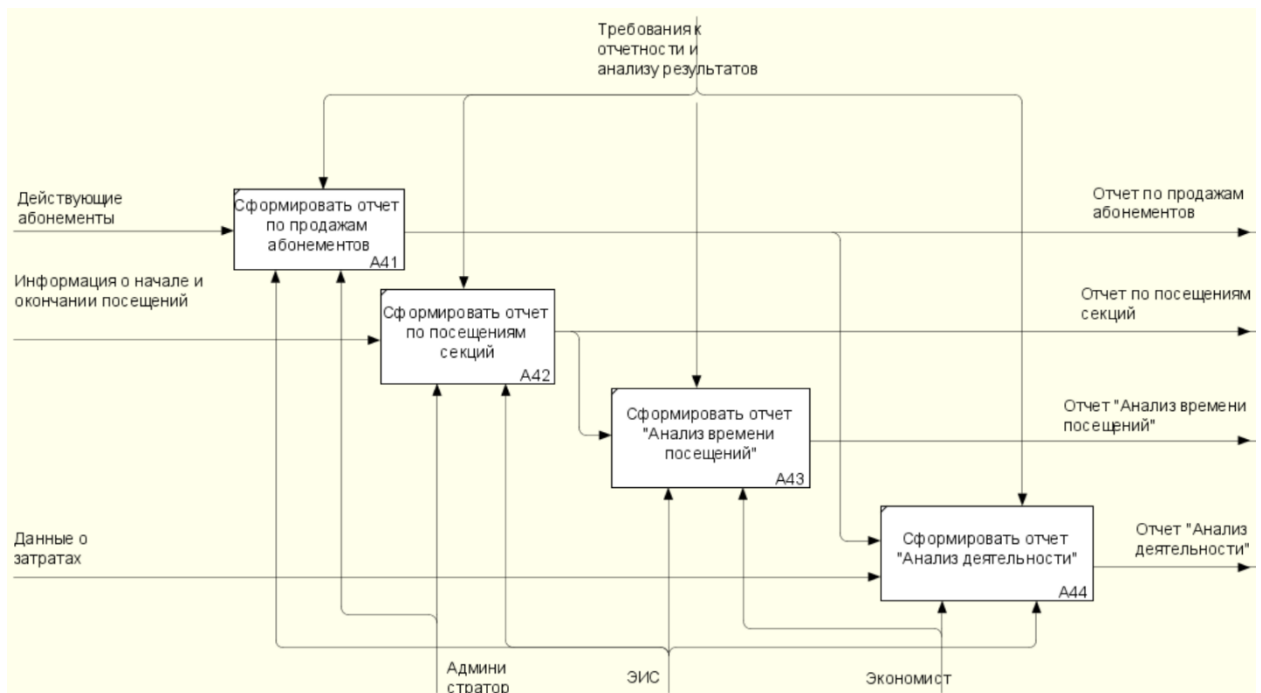 Требования к
отчетности и
анализу результатов
Действующие
абонементы
Сформировать отчет
по продажам
абонементов
A41
Отчет по продажам
абонементов
Информация о начале и
окончании посещений
Сформировать отчет
по посещениям
секций
A42
Отчет по посещениям
секций
Сформировать отчет
"Анализ времени
посещений"
A43
Отчет "Анализ времени
посещений"
Данные о
затратах
Сформировать отчет
"Анализ деятельности"
A44
Отчет "Анализ
деятельности"
Админи
стратор
ЭИС
Экономист